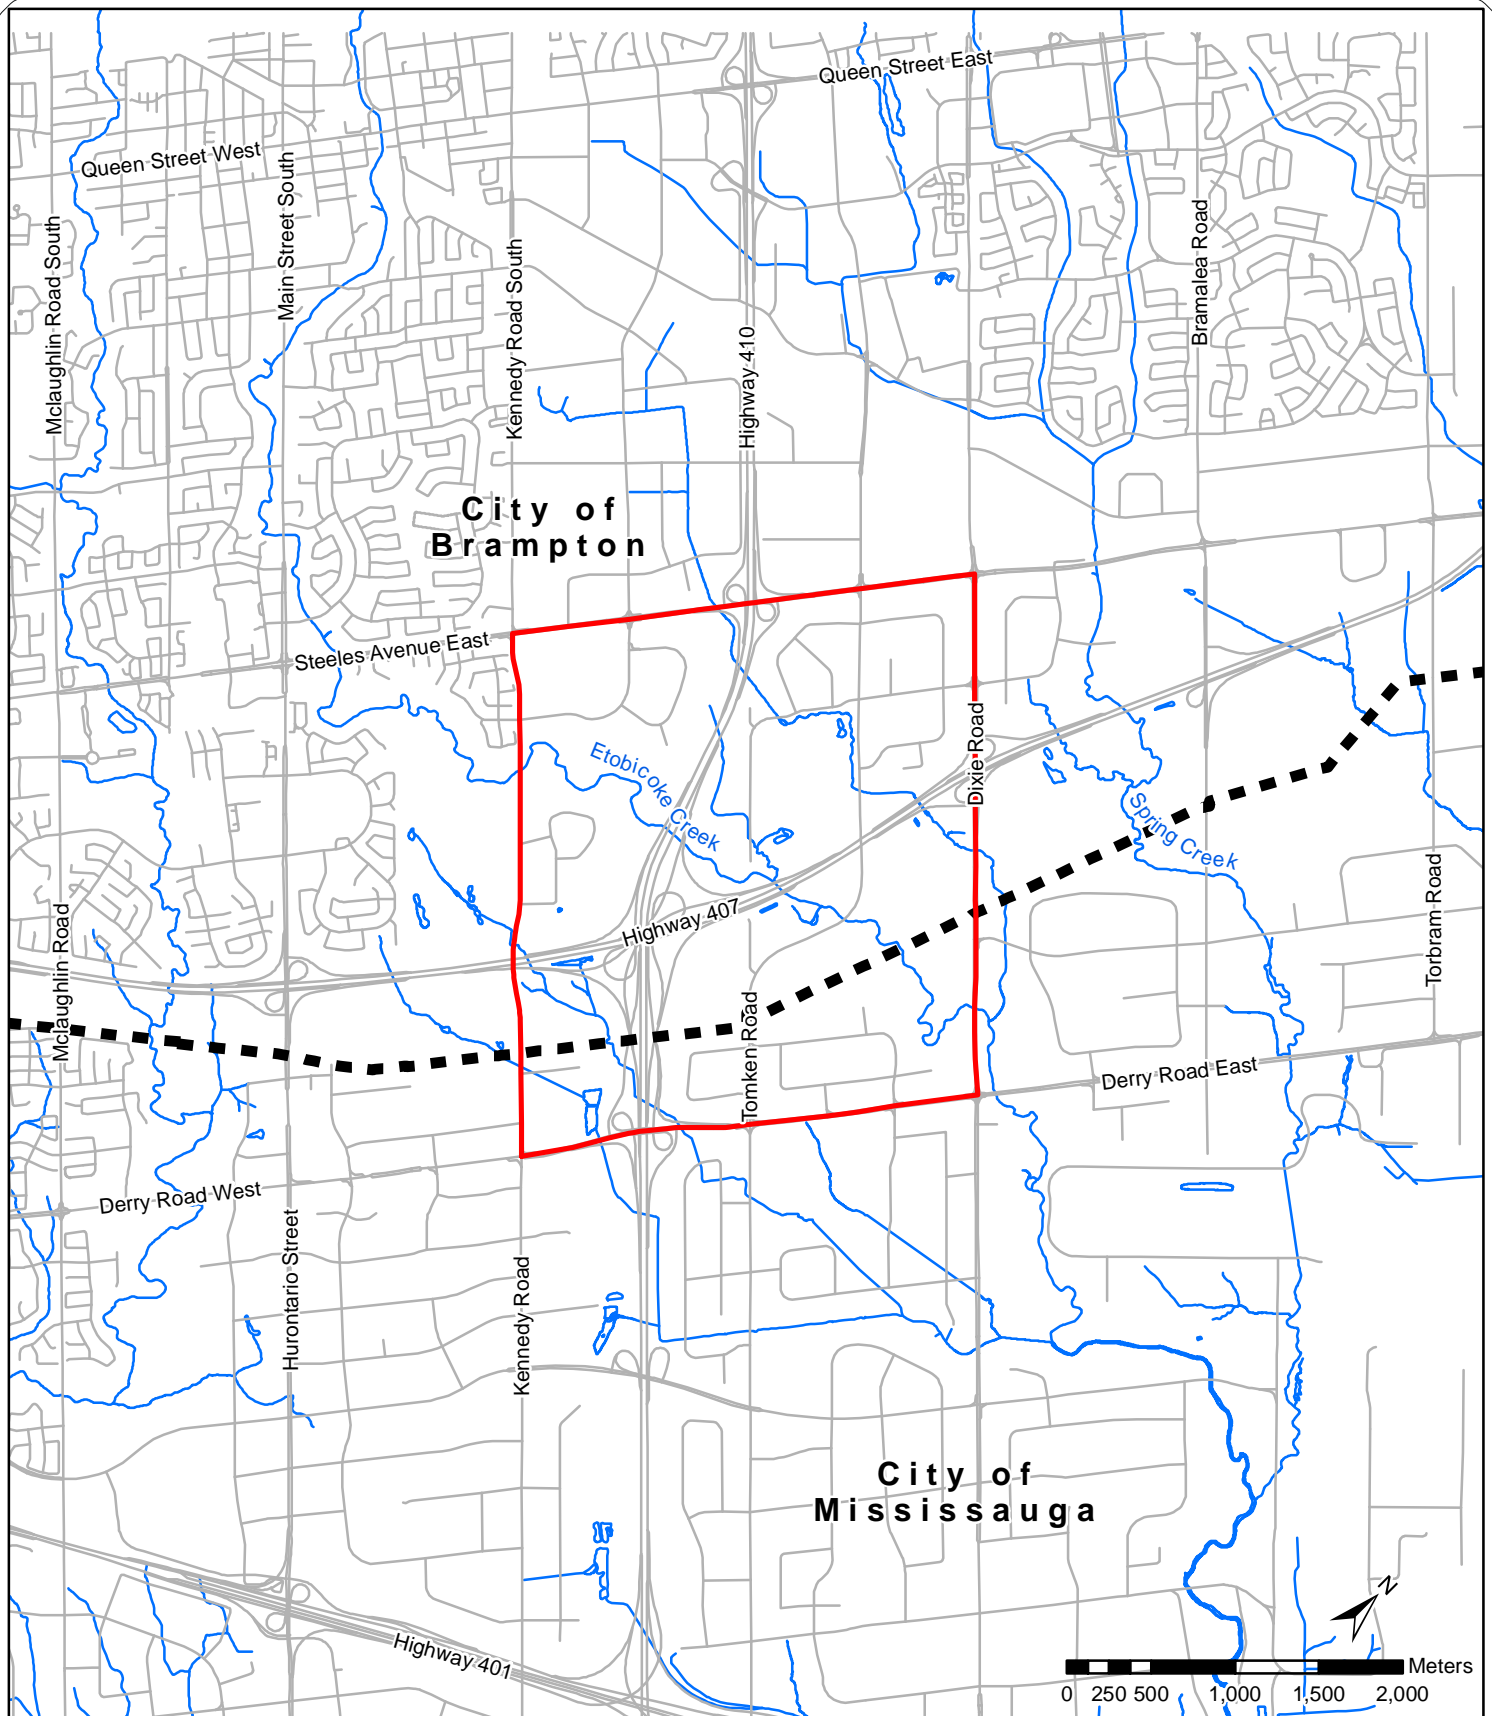 Queen Street East
Queen Street West
Main Street South
Mclaughlin Road South
Kennedy Road South
Bramalea Road
Highway 410
City of
Brampton
Steeles Avenue East
Dixie Road
Etobicoke Creek
Spring Creek
Highway 407
Torbram Road
Mclaughlin Road
Tomken Road
Derry Road East
Derry Road West
Hurontario Street
Kennedy Road
City of
Mississauga
N
Highway 401
Meters
0 250 500 1,000 1,500 2,000